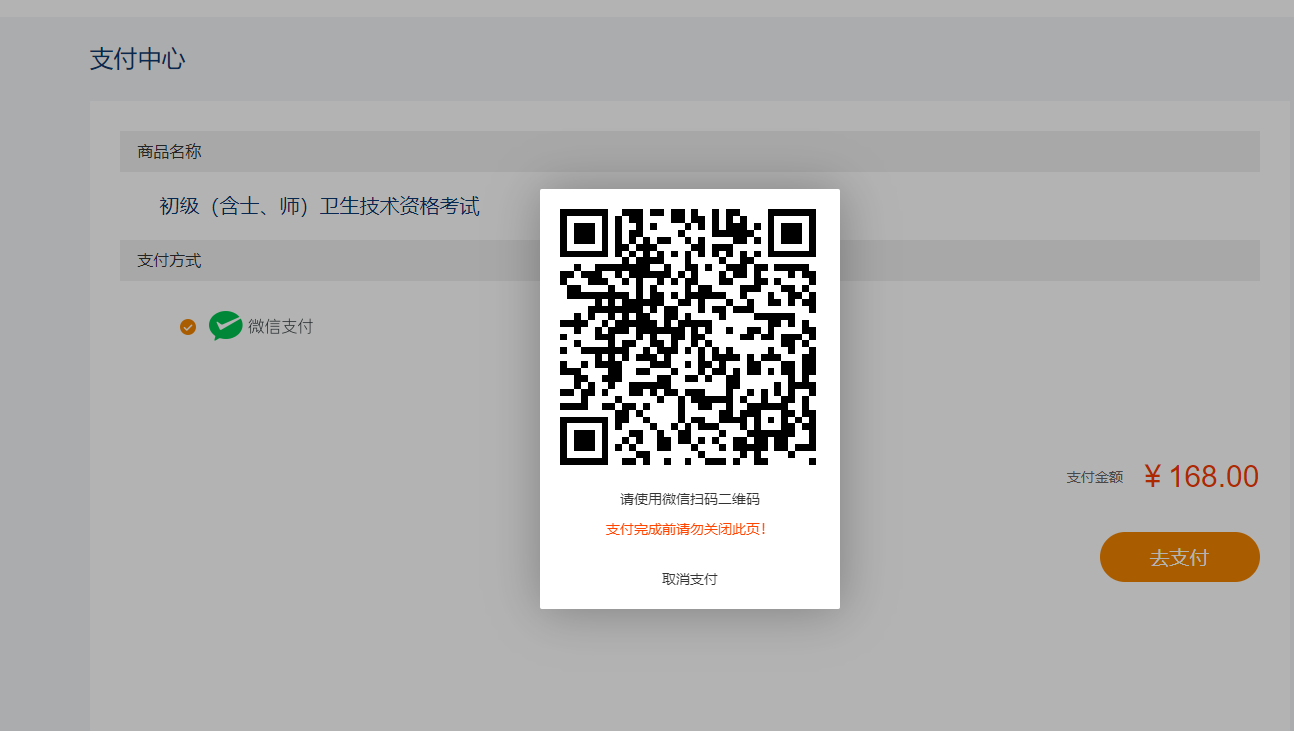 支付中心
商品名称
初级（含士、师）卫生技术资格考试
支付方式
微信支付
支付金额 ¥ 168.00
去支付
请使用微信扫码二维码
支付完成前请勿关闭此页！
取消支付